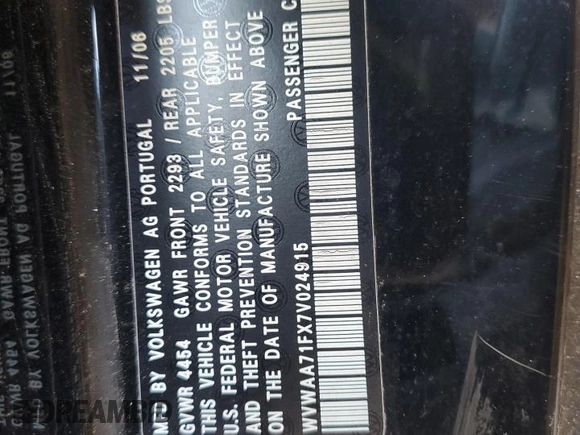 MFD BY VOLKSWAGEN AG PORTUGAL 11/06
GVWR 4454 GAWR FRONT 2293 / REAR 2205 LBS
THIS VEHICLE CONFORMS TO ALL APPLICABLE
U.S. FEDERAL MOTOR VEHICLE SAFETY, BUMPER
AND THEFT PREVENTION STANDARDS IN EFFECT
ON THE DATE OF MANUFACTURE SHOWN ABOVE
WVWAA71FX7V024915 PASSENGER C
DREAMBID